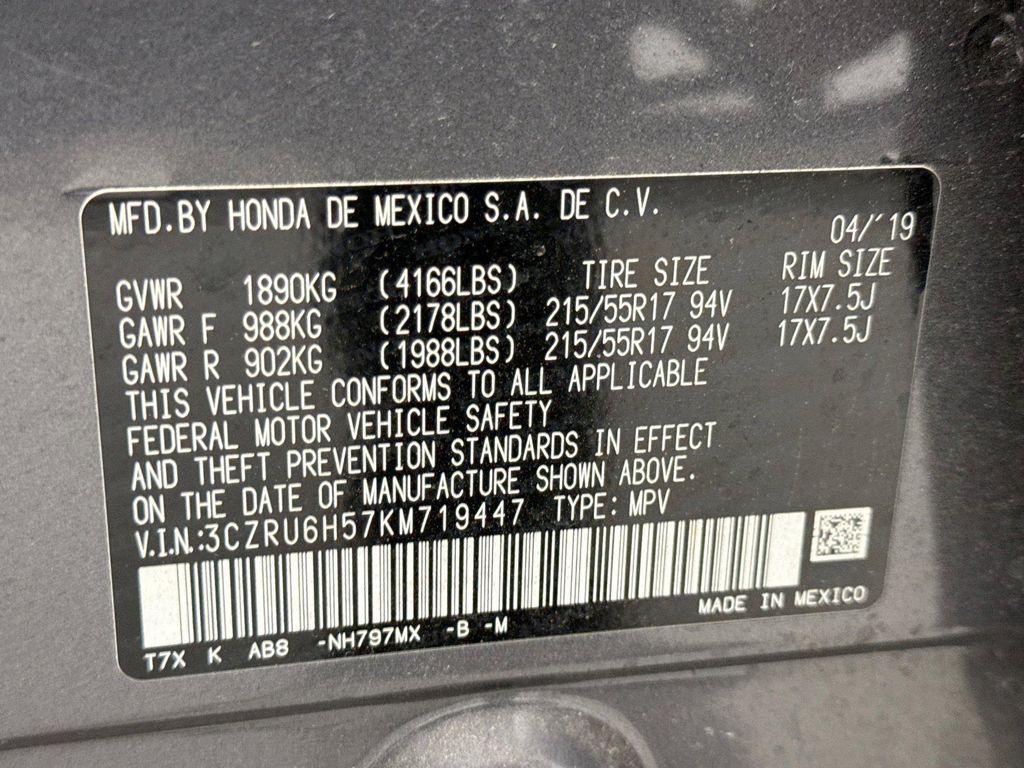 MFD.BY HONDA DE MEXICO S.A. DE C.V.
04/'19
GVWR 1890KG (4166LBS) TIRE SIZE RIM SIZE
GAWR F 988KG (2178LBS) 215/55R17 94V 17X7.5J
GAWR R 902KG (1988LBS) 215/55R17 94V 17X7.5J
THIS VEHICLE CONFORMS TO ALL APPLICABLE
FEDERAL MOTOR VEHICLE SAFETY
AND THEFT PREVENTION STANDARDS IN EFFECT
ON THE DATE OF MANUFACTURE SHOWN ABOVE.
V.I.N.:3CZRU6H57KM719447 TYPE: MPV
MADE IN MEXICO
T7X K AB8 -NH797MX -B -M